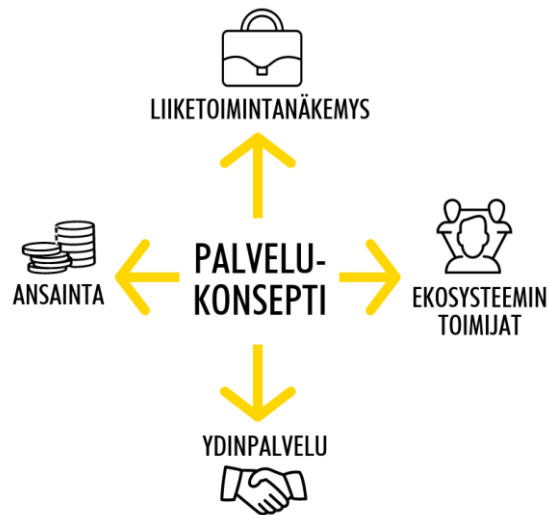 LIIKETOIMINTANÄKEMYS
ANSAINTA
PALVELU-
KONSEPTI
EKOSYSTEEMIN
TOIMIJAT
YDINPALVELU